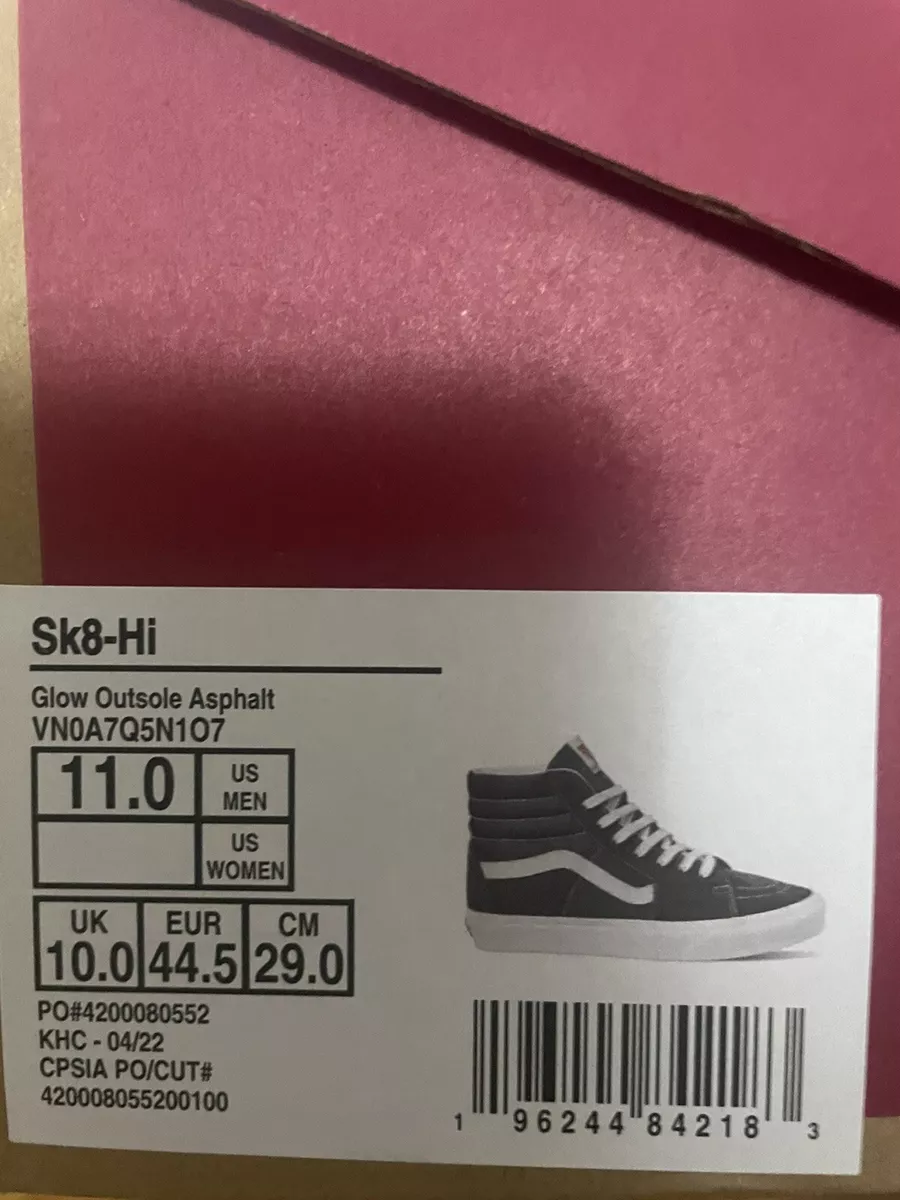 Sk8-Hi
Glow Outsole Asphalt
VN0A7Q5N1O7
11.0 US MEN
US WOMEN
UK EUR CM
10.0 44.5 29.0
PO#4200080552
KHC - 04/22
CPSIA PO/CUT#
420008055200100
1 96244 84218 3